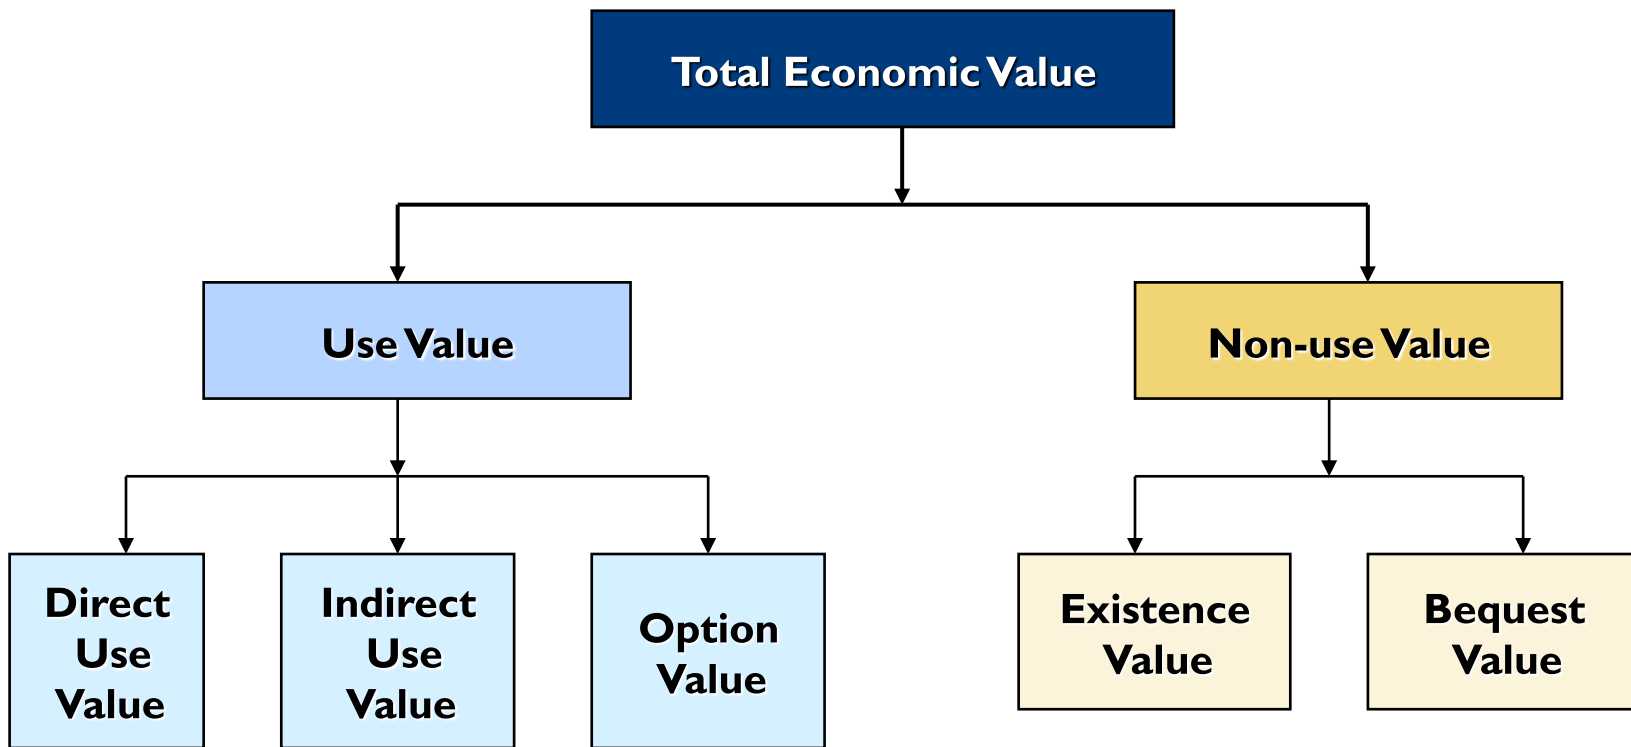 Total Economic Value
Use Value
Non-use Value
Direct
Use
Value
Indirect
Use
Value
Option
Value
Existence
Value
Bequest
Value